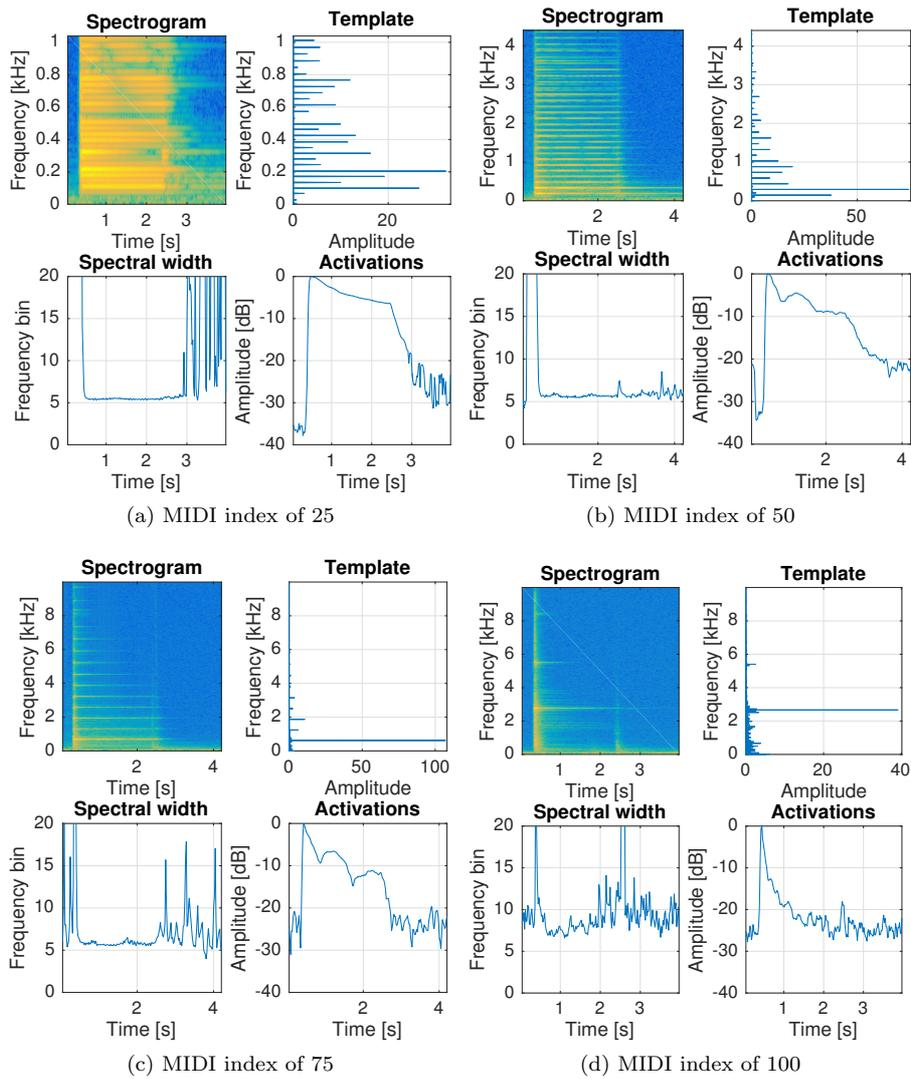 Spectrogram
Frequency [kHz]
1
0.8
0.6
0.4
0.2
0
1 2 3
Time [s]
Template
Frequency [kHz]
1
0.8
0.6
0.4
0.2
0
0 20
Amplitude
Spectral width
Frequency bin
20
15
10
5
0
1 2 3
Time [s]
Activations
Amplitude [dB]
0
-10
-20
-30
-40
1 2 3
Time [s]
(a) MIDI index of 25
Spectrogram
Frequency [kHz]
4
3
2
1
0
2 4
Time [s]
Template
Frequency [kHz]
4
3
2
1
0
0 50
Amplitude
Spectral width
Frequency bin
20
15
10
5
0
2 4
Time [s]
Activations
Amplitude [dB]
0
-10
-20
-30
-40
2 4
Time [s]
(b) MIDI index of 50
Spectrogram
Frequency [kHz]
8
6
4
2
0
2 4
Time [s]
Template
Frequency [kHz]
8
6
4
2
0
0 50 100
Amplitude
Spectral width
Frequency bin
20
15
10
5
0
2 4
Time [s]
Activations
Amplitude [dB]
0
-10
-20
-30
-40
2 4
Time [s]
(c) MIDI index of 75
Spectrogram
Frequency [kHz]
8
6
4
2
0
1 2 3
Time [s]
Template
Frequency [kHz]
8
6
4
2
0
0 20 40
Amplitude
Spectral width
Frequency bin
20
15
10
5
0
1 2 3
Time [s]
Activations
Amplitude [dB]
0
-10
-20
-30
-40
1 2 3
Time [s]
(d) MIDI index of 100